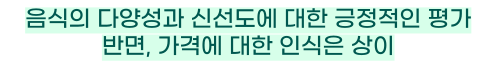 음식의 다양성과 신선도에 대한 긍정적인 평가
반면, 가격에 대한 인식은 상이